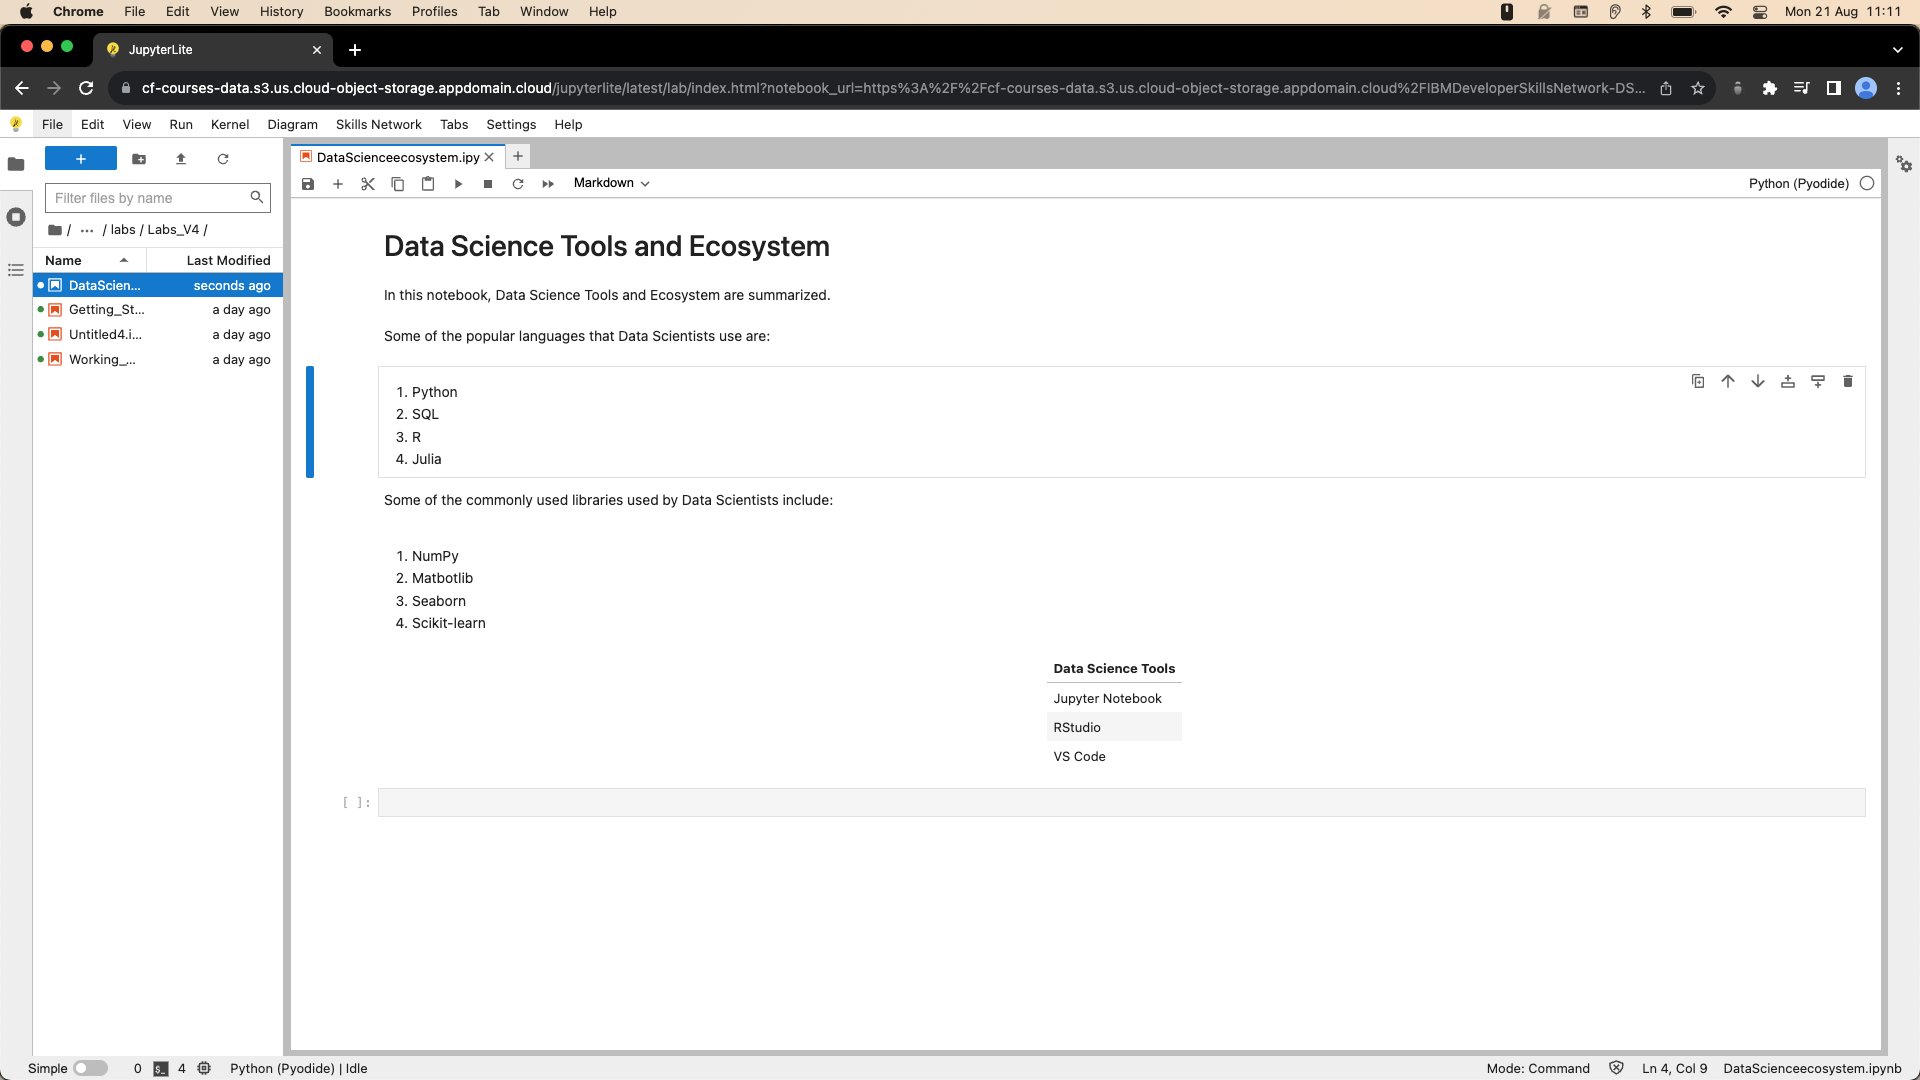 Chrome File Edit View History Bookmarks Profiles Tab Window Help Mon 21 Aug 11:11
JupyterLite
cf-courses-data.s3.us.cloud-object-storage.appdomain.cloud/jupyterlite/latest/lab/index.html?notebook_url=https%3A%2F%2Fcf-courses-data.s3.us.cloud-object-storage.appdomain.cloud%2FIBMDeveloperSkillsNetwork-DS...
File Edit View Run Kernel Diagram Skills Network Tabs Settings Help
+
DataScienceecosystem.ipy
Filter files by name
Markdown
Python (Pyodide)
/ ... / labs / Labs_V4 /
Name Last Modified
DataScien... seconds ago
Getting_St... a day ago
Untitled4.i... a day ago
Working_... a day ago
Data Science Tools and Ecosystem
In this notebook, Data Science Tools and Ecosystem are summarized.
Some of the popular languages that Data Scientists use are:
1. Python
2. SQL
3. R
4. Julia
Some of the commonly used libraries used by Data Scientists include:
1. NumPy
2. Matbotlib
3. Seaborn
4. Scikit-learn
Data Science Tools
Jupyter Notebook
RStudio
VS Code
[ ]:
Simple 0 $_ 4 Python (Pyodide) | Idle Mode: Command Ln 4, Col 9 DataScienceecosystem.ipynb